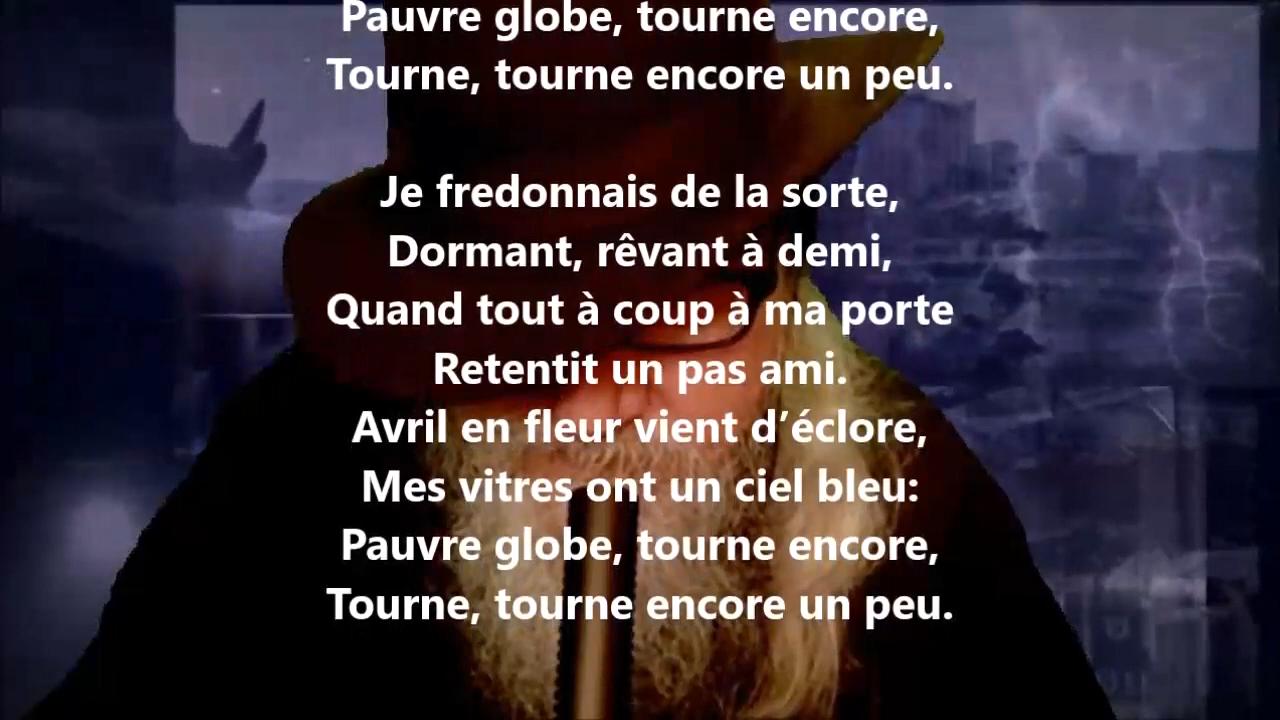 Pauvre globe, tourne encore,
Tourne, tourne encore un peu.
Je fredonnais de la sorte,
Dormant, rêvant à demi,
Quand tout à coup à ma porte
Retentit un pas ami.
Avril en fleur vient d’éclore,
Mes vitres ont un ciel bleu:
Pauvre globe, tourne encore,
Tourne, tourne encore un peu.